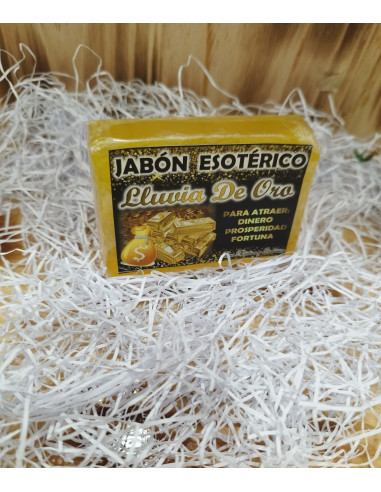 JABÓN ESOTÉRICO
Lluvia De Oro
PARA ATRAER:
DINERO
PROSPERIDAD
FORTUNA
$